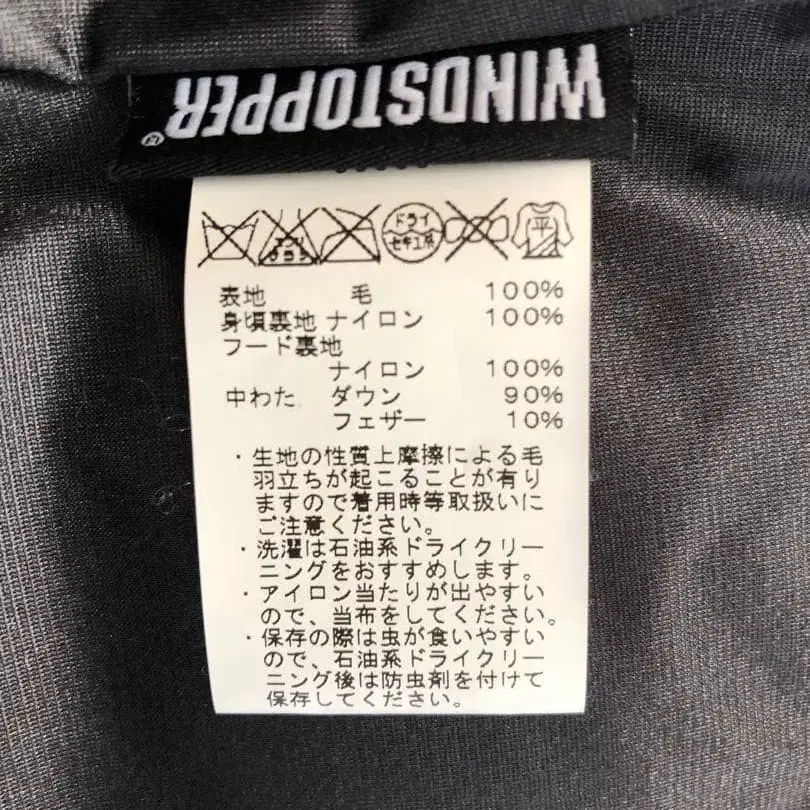 WINDSTOPPER®
エンソ
サラシ
ドライ
セキユ系
平
表地 毛 100%
身頃裏地 ナイロン 100%
フード裏地
ナイロン 100%
中わた ダウン 90%
フェザー 10%
・生地の性質上摩擦による毛
羽立ちが起こることが有り
ますので着用時等取扱いに
ご注意ください。
・洗濯は石油系ドライクリー
ニングをおすすめします。
・アイロン当たりが出やすい
ので、当布をしてください。
・保存の際は虫が食いやすい
ので、石油系ドライクリー
ニング後は防虫剤を付けて
保存してください。